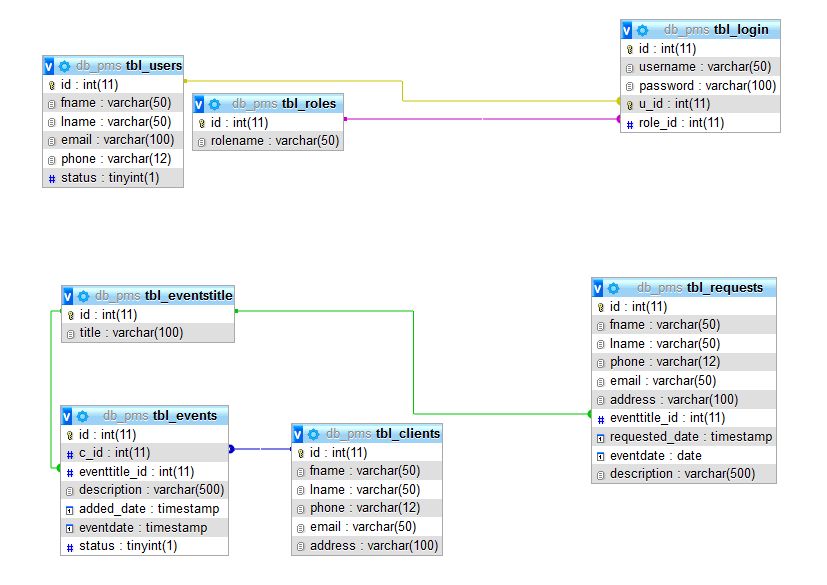 db_pms tbl_users
id : int(11)
fname : varchar(50)
lname : varchar(50)
email : varchar(100)
phone : varchar(12)
status : tinyint(1)
db_pms tbl_roles
id : int(11)
rolename : varchar(50)
db_pms tbl_login
id : int(11)
username : varchar(50)
password : varchar(100)
u_id : int(11)
role_id : int(11)
db_pms tbl_eventstitle
id : int(11)
title : varchar(100)
db_pms tbl_events
id : int(11)
c_id : int(11)
eventtitle_id : int(11)
description : varchar(500)
added_date : timestamp
eventdate : timestamp
status : tinyint(1)
db_pms tbl_clients
id : int(11)
fname : varchar(50)
lname : varchar(50)
phone : varchar(12)
email : varchar(50)
address : varchar(100)
db_pms tbl_requests
id : int(11)
fname : varchar(50)
lname : varchar(50)
phone : varchar(12)
email : varchar(50)
address : varchar(100)
eventtitle_id : int(11)
requested_date : timestamp
eventdate : date
description : varchar(500)